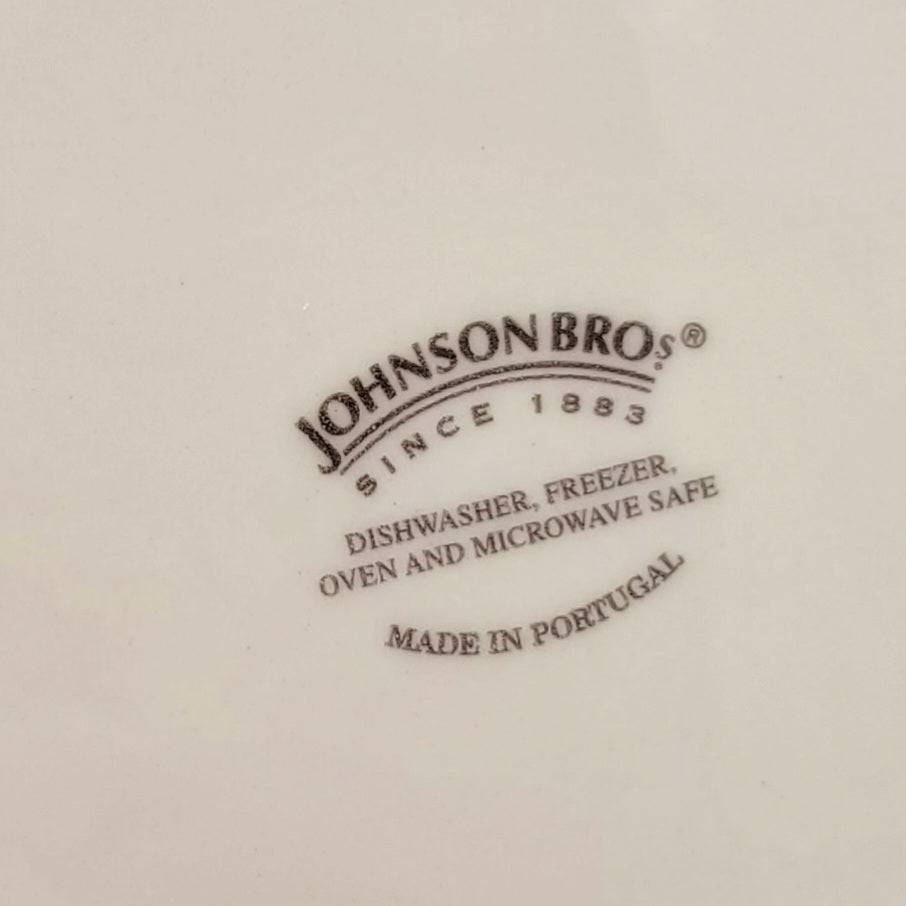 JOHNSON BROS®
SINCE 1883
DISHWASHER, FREEZER,
OVEN AND MICROWAVE SAFE
MADE IN PORTUGAL